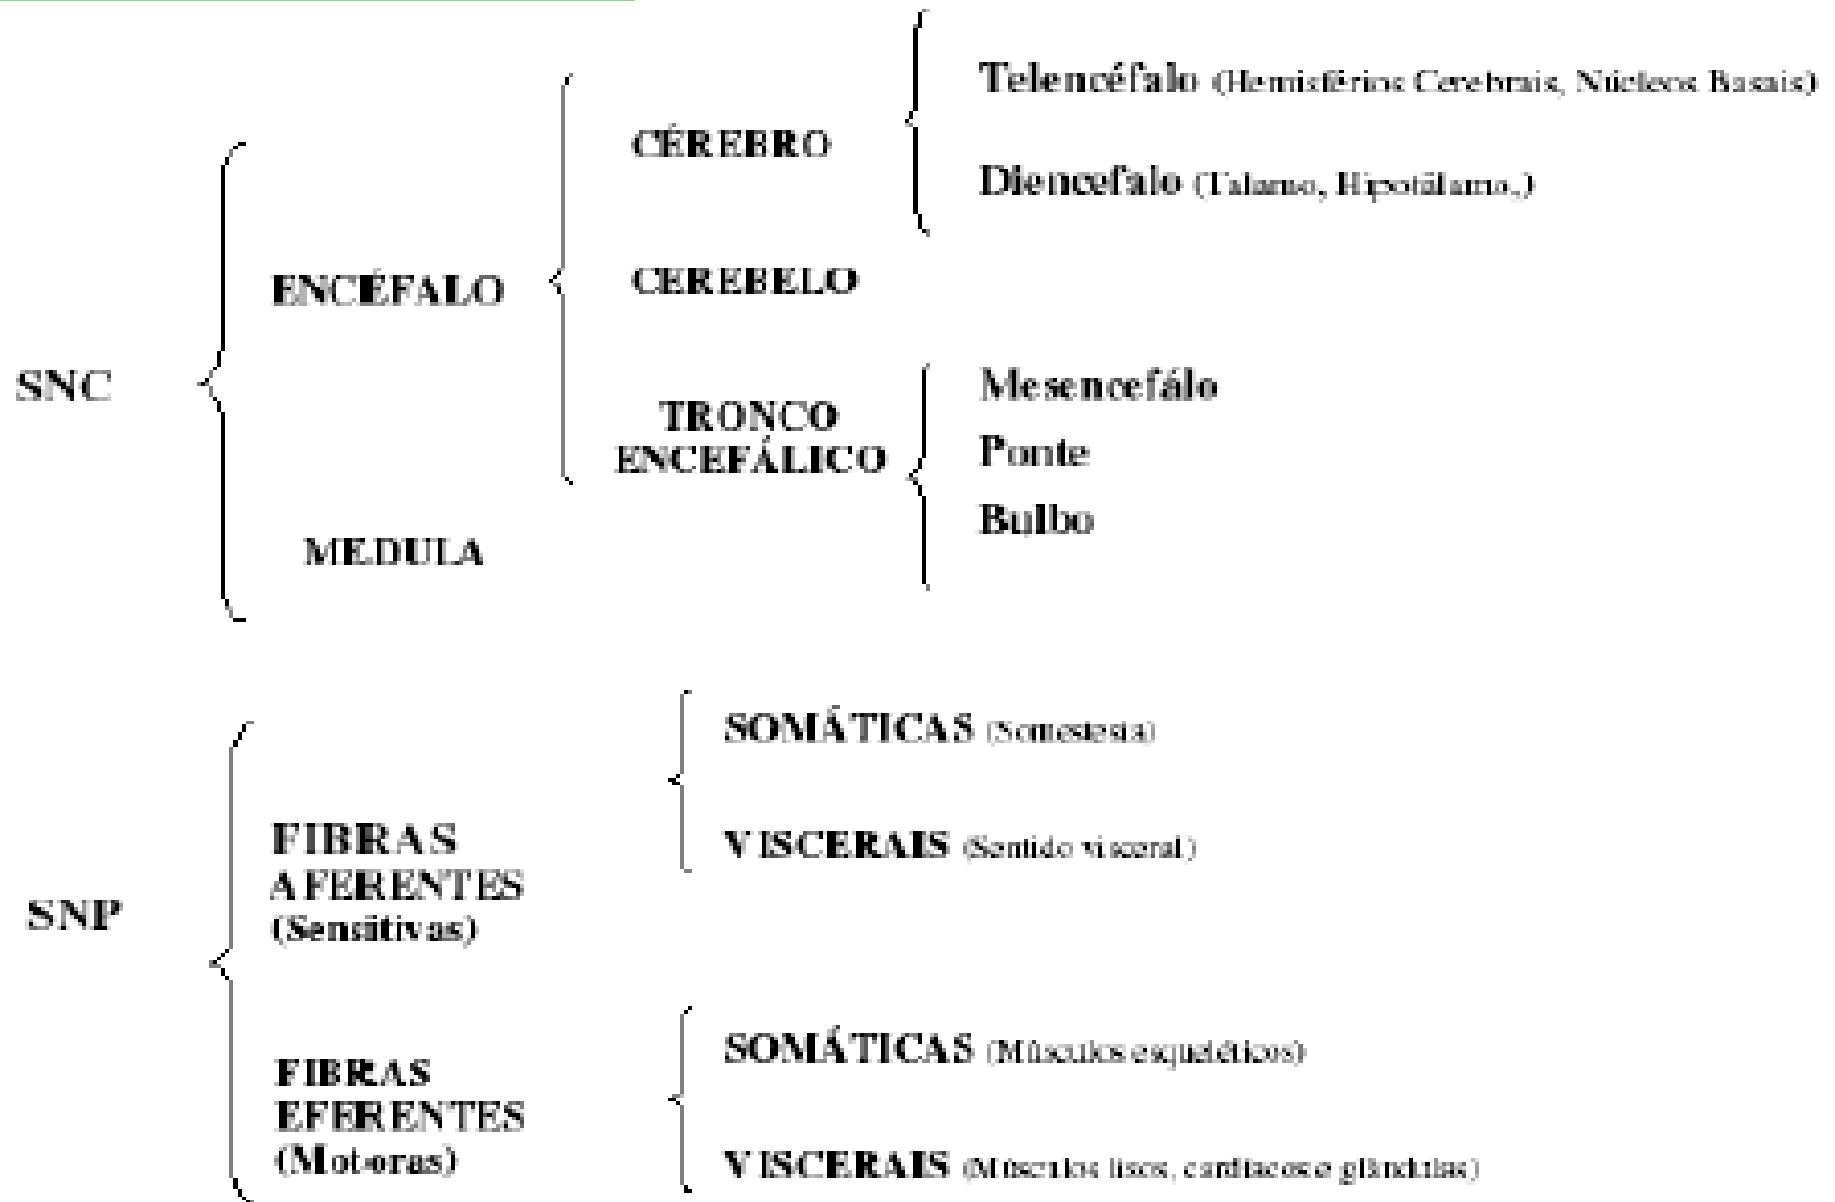 Telencéfalo (Hemisférios Cerebrais, Núcleos Basais)
CÉREBRO
Diencefalo (Talamo, Hipotálamo,)
ENCÉFALO
CEREBELO
SNC
Mesencefálo
TRONCO
ENCEFÁLICO
Ponte
Bulbo
MEDULA
SOMÁTICAS (Somestesia)
FIBRAS
AFERENTES
(Sensitivas)
VISCERAIS (Sentido visceral)
SNP
SOMÁTICAS (Músculos esqueléticos)
FIBRAS
EFERENTES
(Motoras)
VISCERAIS (Músculos lisos, cardíacos e glândulas)